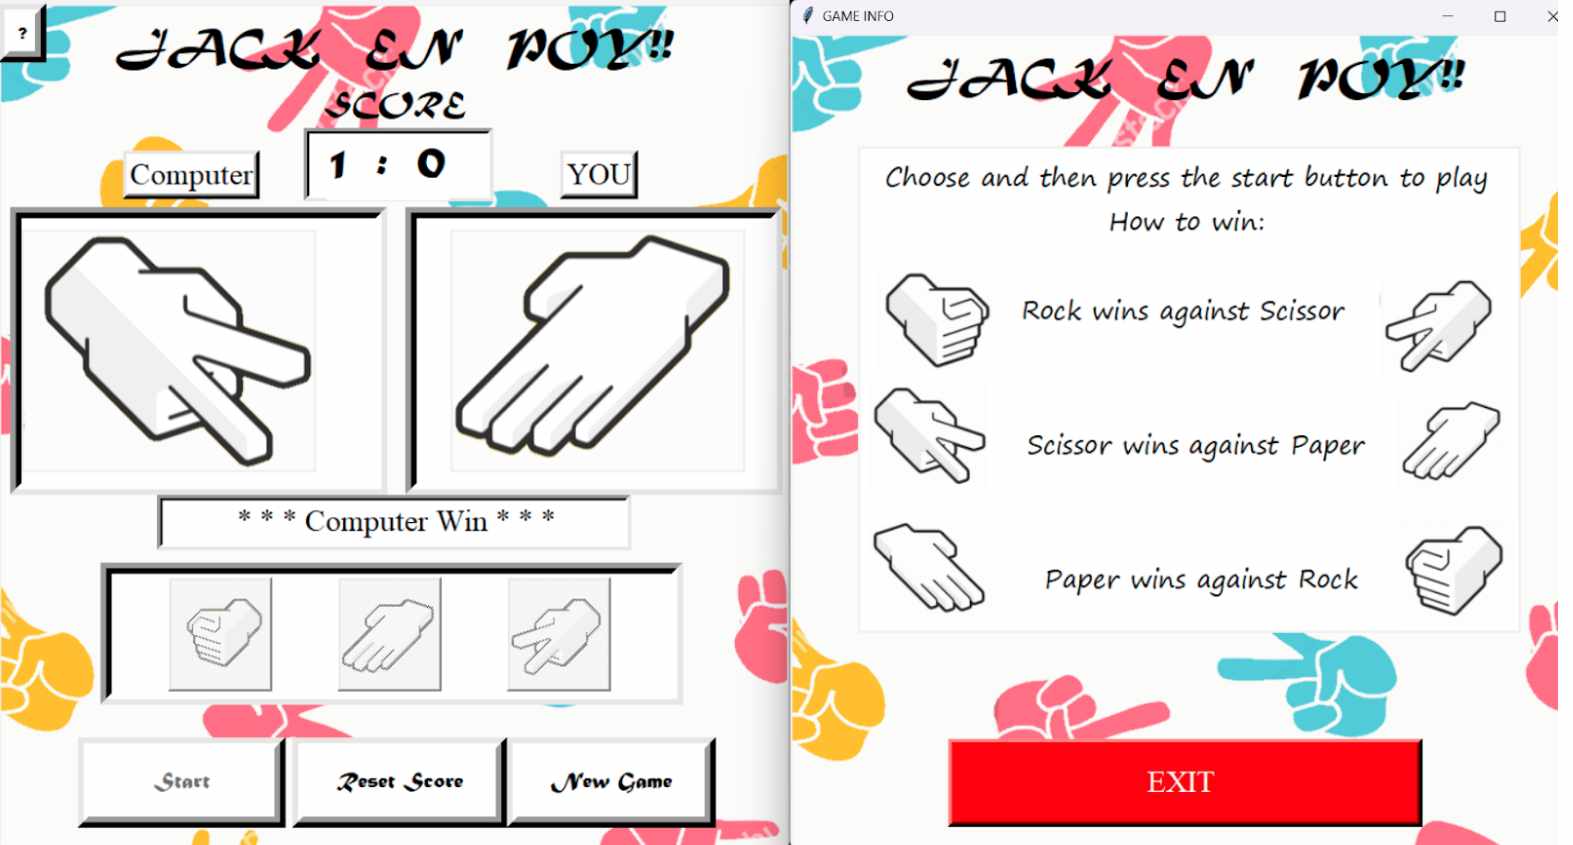 ?
JACK EN POY!!
SCORE
Computer
1 : 0
YOU
* * * Computer Win * * *
Start
Reset Score
New Game
GAME INFO
JACK EN POY!!
Choose and then press the start button to play
How to win:
Rock wins against Scissor
Scissor wins against Paper
Paper wins against Rock
EXIT